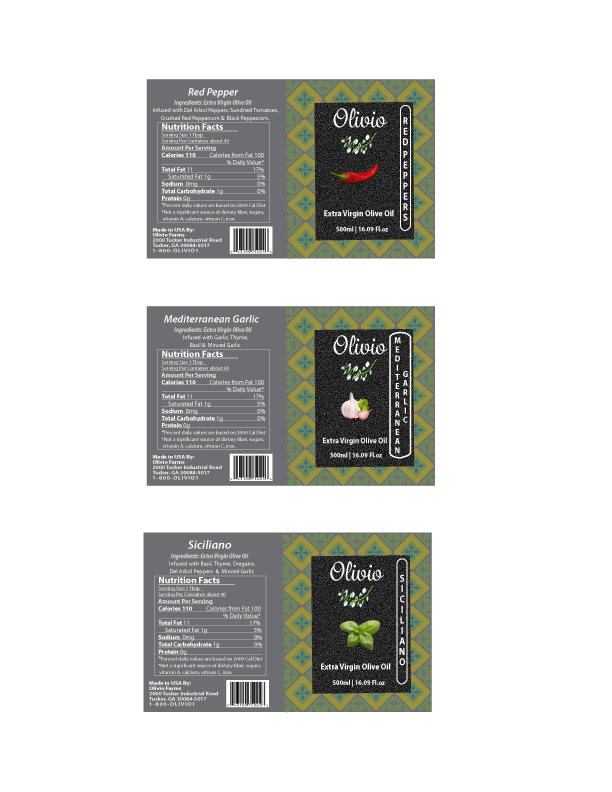 Red Pepper
Ingredients: Extra Virgin Olive Oil
Infused with Del Arbol Peppers, Sundried Tomatoes,
Crushed Red Peppercorn & Black Peppercorn.
Nutrition Facts
Serving Size 1 Tbsp
Serving Per Container about 40
Amount Per Serving
Calories 110 Calories from Fat 100
% Daily Value*
Total Fat 11 17%
Saturated Fat 1g 5%
Sodium 0mg 0%
Total Carbohydrate 1g 0%
Protein 0g
*Percent daily values are based on 2000 Cal Diet
*Not a significant source of dietary fiber, sugars,
vitamin A, calcium, vitman C, iron.
Made in USA By:
Olivio Farms
2000 Tucker Industrial Road
Tucker, GA 30084-5017
1-800-OLIVIO1
Olivio
RED PEPPERS
Extra Virgin Olive Oil
500ml | 16.09 Fl.oz
Mediterranean Garlic
Ingredients: Extra Virgin Olive Oil
Infused with Garlic, Thyme,
Basil & Minced Garlic
Nutrition Facts
Serving Size 1 Tbsp
Serving Per Container about 40
Amount Per Serving
Calories 110 Calories from Fat 100
% Daily Value*
Total Fat 11 17%
Saturated Fat 1g 5%
Sodium 0mg 0%
Total Carbohydrate 1g 0%
Protein 0g
*Percent daily values are based on 2000 Cal Diet
*Not a significant source of dietary fiber, sugars,
vitamin A, calcium, vitman C, iron.
Made in USA By:
Olivio Farms
2000 Tucker Industrial Road
Tucker, GA 30084-5017
1-800-OLIVIO1
Olivio
MEDITERRANEAN
GARLIC
Extra Virgin Olive Oil
500ml | 16.09 Fl.oz
Siciliano
Ingredients: Extra Virgin Olive Oil
Infused with Basil, Thyme, Oregano,
Del Arbol Peppers & Minced Garlic
Nutrition Facts
Serving Size 1 Tbsp
Serving Per Container about 40
Amount Per Serving
Calories 110 Calories from Fat 100
% Daily Value*
Total Fat 11 17%
Saturated Fat 1g 5%
Sodium 0mg 0%
Total Carbohydrate 1g 0%
Protein 0g
*Percent daily values are based on 2000 Cal Diet
*Not a significant source of dietary fiber, sugars,
vitamin A, calcium, vitman C, iron.
Made in USA By:
Olivio Farms
2000 Tucker Industrial Road
Tucker, GA 30084-5017
1-800-OLIVIO1
Olivio
SICILIANO
Extra Virgin Olive Oil
500ml | 16.09 Fl.oz